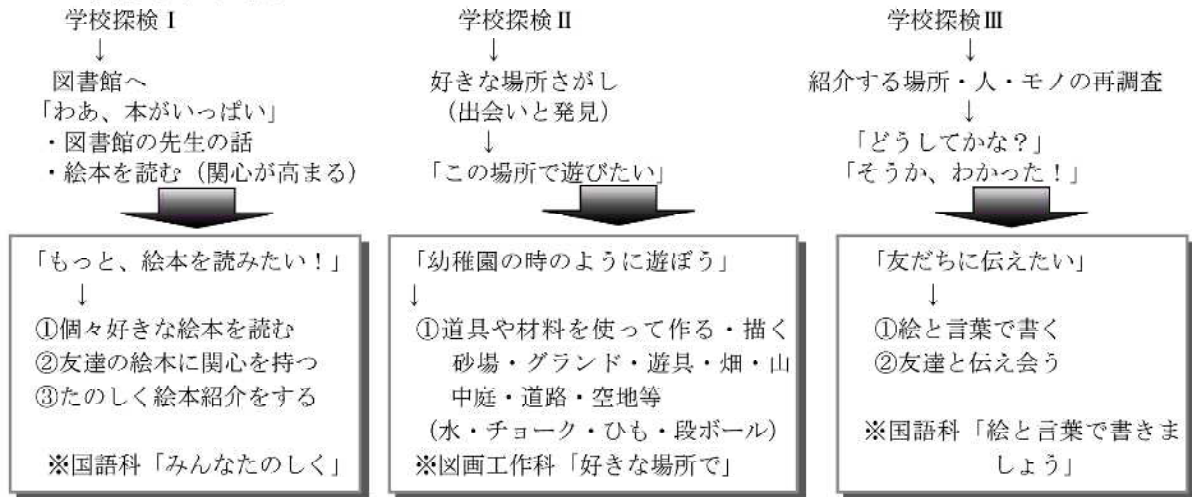 学校探検Ⅰ
↓
図書館へ
「わあ、本がいっぱい」
・図書館の先生の話
・絵本を読む（関心が高まる）
「もっと、絵本を読みたい！」
↓
①個々好きな絵本を読む
②友達の絵本に関心を持つ
③たのしく絵本紹介をする
※国語科「みんなたのしく」
学校探検Ⅱ
↓
好きな場所さがし
（出会いと発見）
↓
「この場所で遊びたい」
「幼稚園の時のように遊ぼう」
↓
①道具や材料を使って作る・描く
砂場・グランド・遊具・畑・山
中庭・道路・空地等
（水・チョーク・ひも・段ボール）
※図画工作科「好きな場所で」
学校探検Ⅲ
↓
紹介する場所・人・モノの再調査
↓
「どうしてかな？」
「そうか、わかった！」
「友だちに伝えたい」
↓
①絵と言葉で書く
②友達と伝え会う
※国語科「絵と言葉で書きま
しょう」